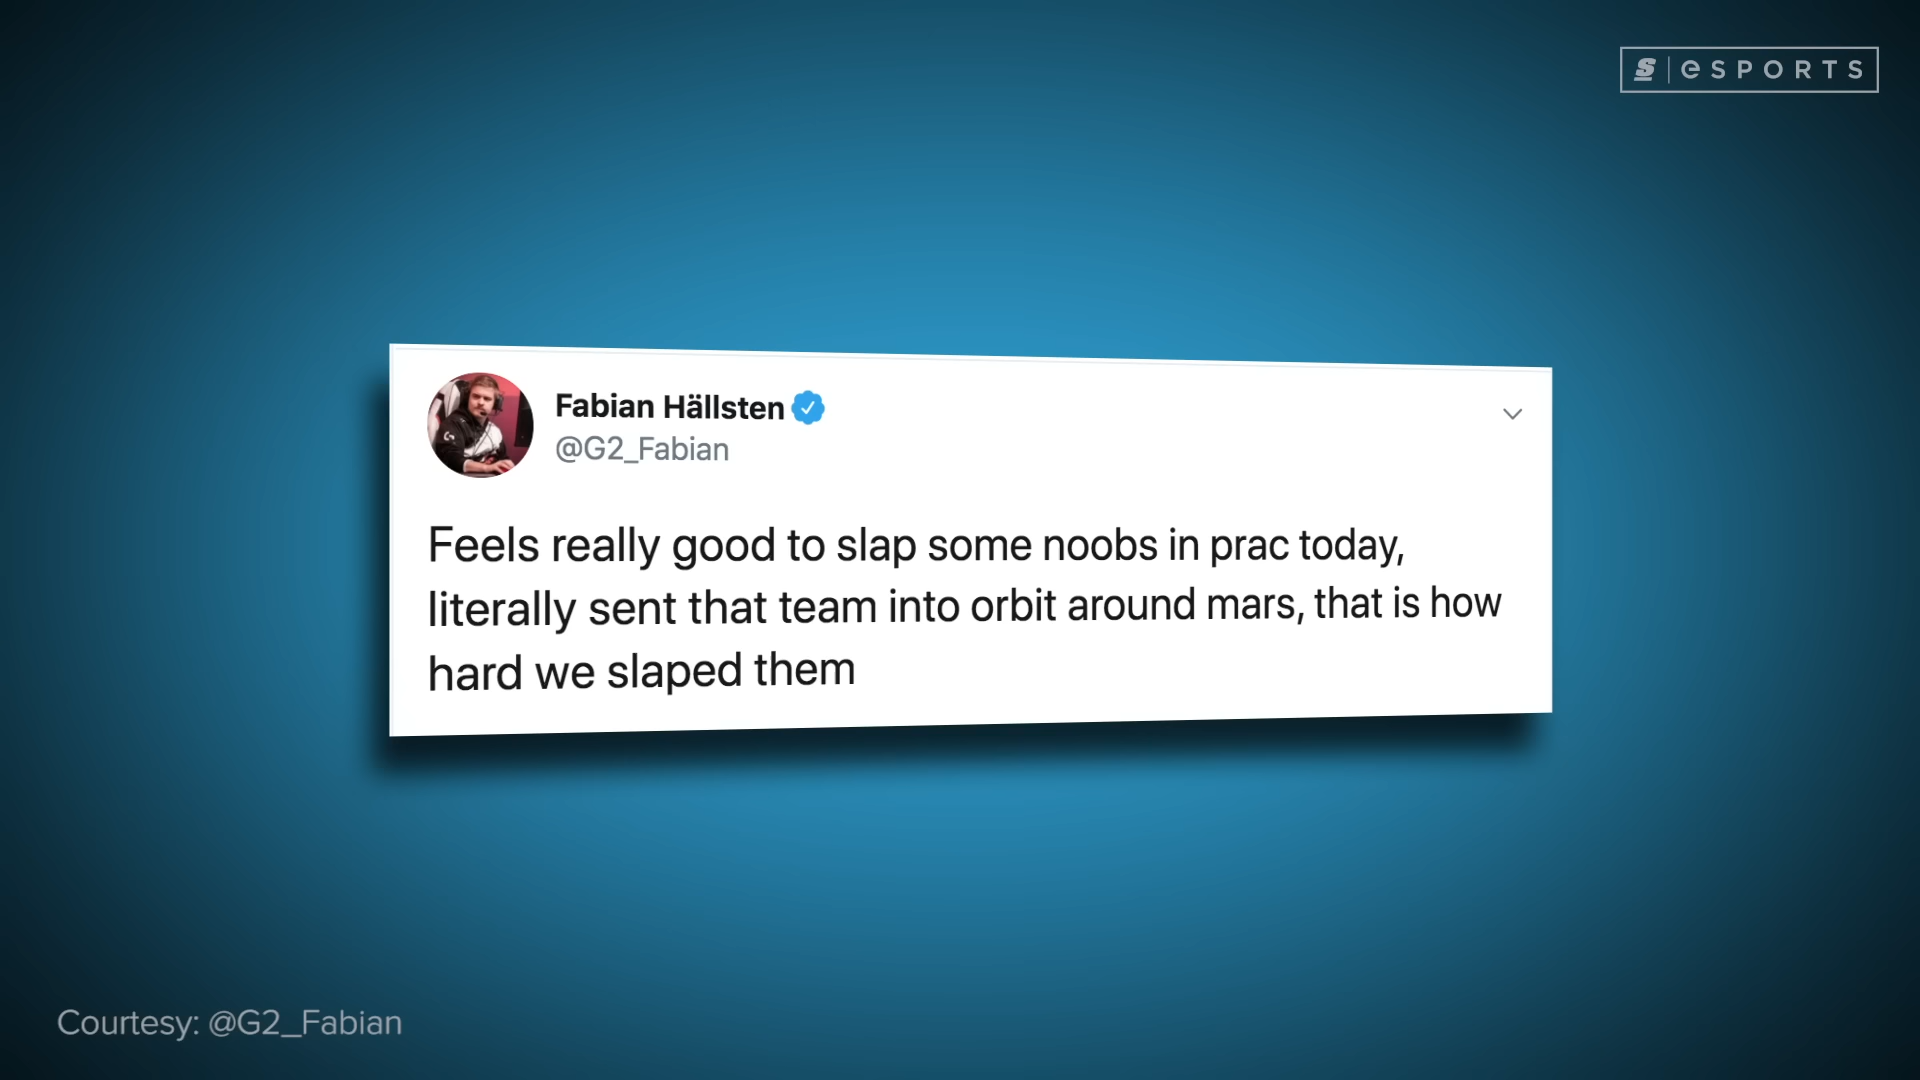 S | eSPORTS
Fabian Hällsten
@G2_Fabian
Feels really good to slap some noobs in prac today,
literally sent that team into orbit around mars, that is how
hard we slaped them
Courtesy: @G2_Fabian